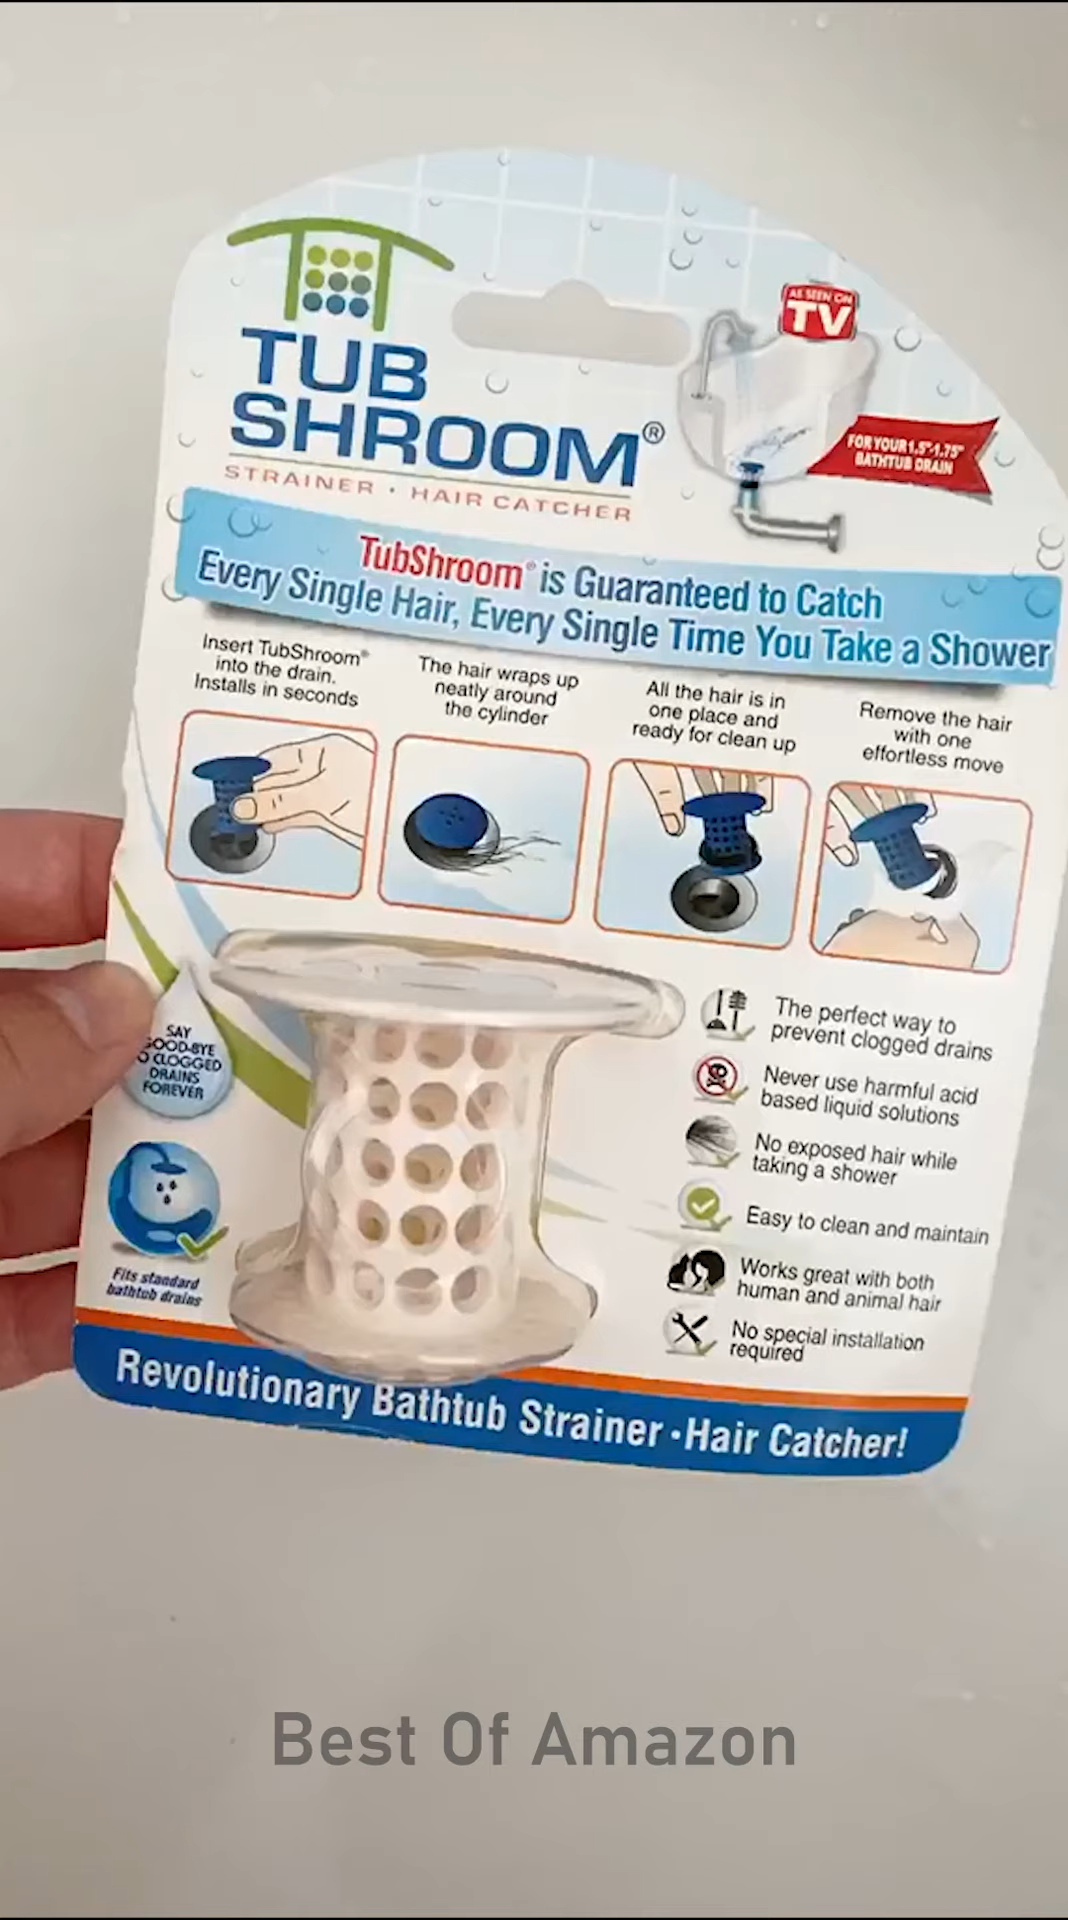 TUB
SHROOM®
STRAINER • HAIR CATCHER
AS SEEN ON
TV
FOR YOUR 1.5"-1.75"
BATHTUB DRAIN
TubShroom® is Guaranteed to Catch
Every Single Hair, Every Single Time You Take a Shower
Insert TubShroom®
into the drain.
Installs in seconds
The hair wraps up
neatly around
the cylinder
All the hair is in
one place and
ready for clean up
Remove the hair
with one
effortless move
SAY
GOOD-BYE
O CLOGGED
DRAINS
FOREVER
Fits standard
bathtub drains
The perfect way to
prevent clogged drains
Never use harmful acid
based liquid solutions
No exposed hair while
taking a shower
Easy to clean and maintain
Works great with both
human and animal hair
No special installation
required
Revolutionary Bathtub Strainer • Hair Catcher!
Best Of Amazon